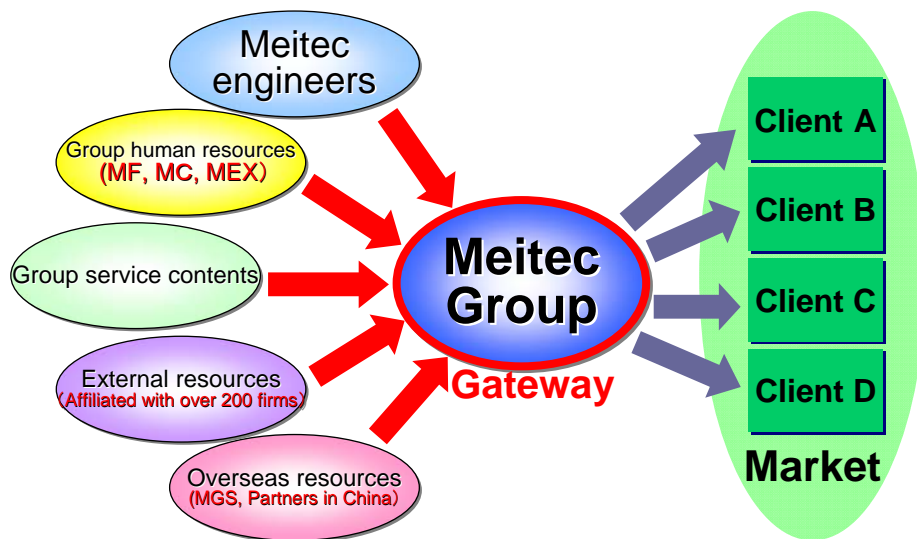 Meitec
engineers
Group human resources
(MF, MC, MEX）
Group service contents
External resources
（Affiliated with over 200 firms）
Overseas resources
(MGS, Partners in China）
Meitec
Group
Gateway
Client A
Client B
Client C
Client D
Market